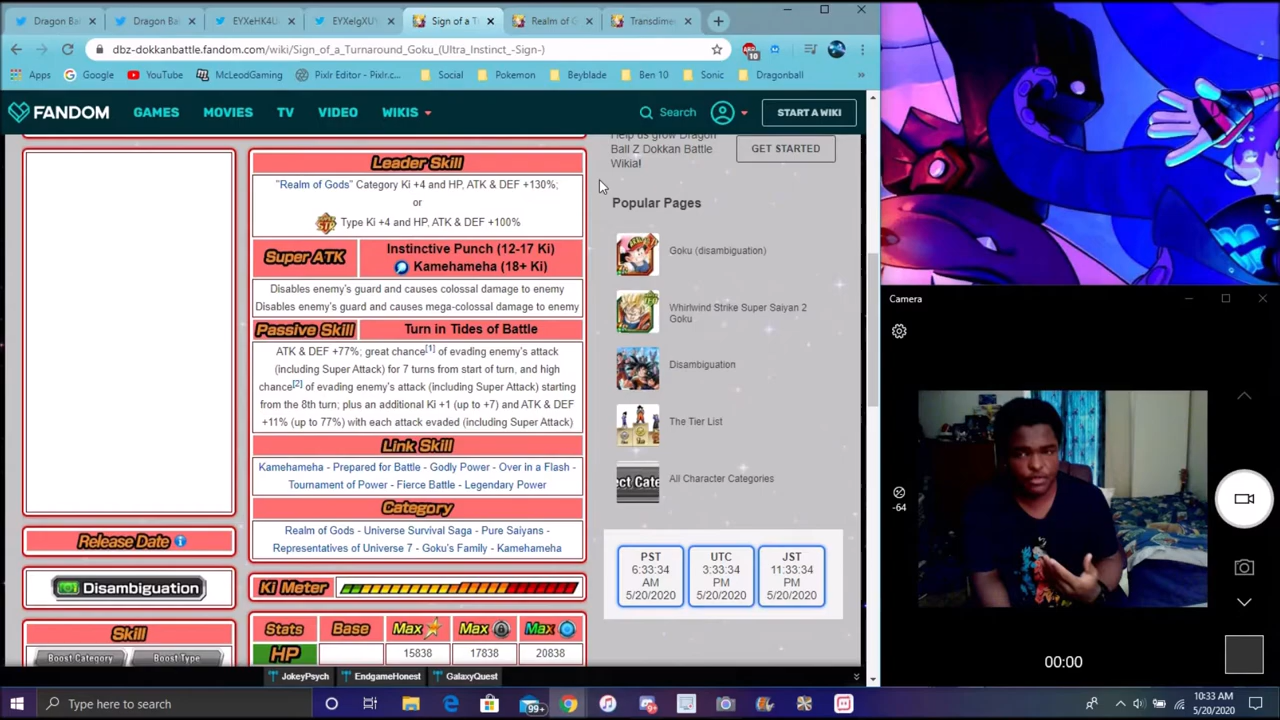 Dragon Bal
Dragon Bal
EYXeHK4U
EYXelgXUY
Sign of a Tu
Realm of G
Transdimer
dbz-dokkanbattle.fandom.com/wiki/Sign_of_a_Turnaround_Goku_(Ultra_Instinct_-Sign-)
10
Apps
Google
YouTube
McLeodGaming
Pixlr Editor - Pixlr.c...
Social
Pokemon
Beyblade
Ben 10
Sonic
Dragonball
»
FANDOM
GAMES
MOVIES
TV
VIDEO
WIKIS
Search
START A WIKI
Help us grow Dragon
Ball Z Dokkan Battle
Wikia!
GET STARTED
Leader Skill
"Realm of Gods" Category Ki +4 and HP, ATK & DEF +130%;
or
STR Type Ki +4 and HP, ATK & DEF +100%
Super ATK
Instinctive Punch (12-17 Ki)
Kamehameha (18+ Ki)
Disables enemy's guard and causes colossal damage to enemy
Disables enemy's guard and causes mega-colossal damage to enemy
Passive Skill
Turn in Tides of Battle
ATK & DEF +77%; great chance[1] of evading enemy's attack
(including Super Attack) for 7 turns from start of turn, and high
chance[2] of evading enemy's attack (including Super Attack) starting
from the 8th turn; plus an additional Ki +1 (up to +7) and ATK & DEF
+11% (up to 77%) with each attack evaded (including Super Attack)
Link Skill
Kamehameha - Prepared for Battle - Godly Power - Over in a Flash -
Tournament of Power - Fierce Battle - Legendary Power
Category
Realm of Gods - Universe Survival Saga - Pure Saiyans -
Representatives of Universe 7 - Goku's Family - Kamehameha
Ki Meter
Stats
Base
Max
Max
Max
HP
15838
17838
20838
Release Date
Disambiguation
Skill
Boost Category
Boost Type
Popular Pages
Goku (disambiguation)
Whirlwind Strike Super Saiyan 2
Goku
Disambiguation
The Tier List
All Character Categories
PST
6:33:34
AM
5/20/2020
UTC
3:33:34
PM
5/20/2020
JST
11:33:34
PM
5/20/2020
JokeyPsych
EndgameHonest
GalaxyQuest
Camera
-64
00:00
Type here to search
99+
10:33 AM
5/20/2020